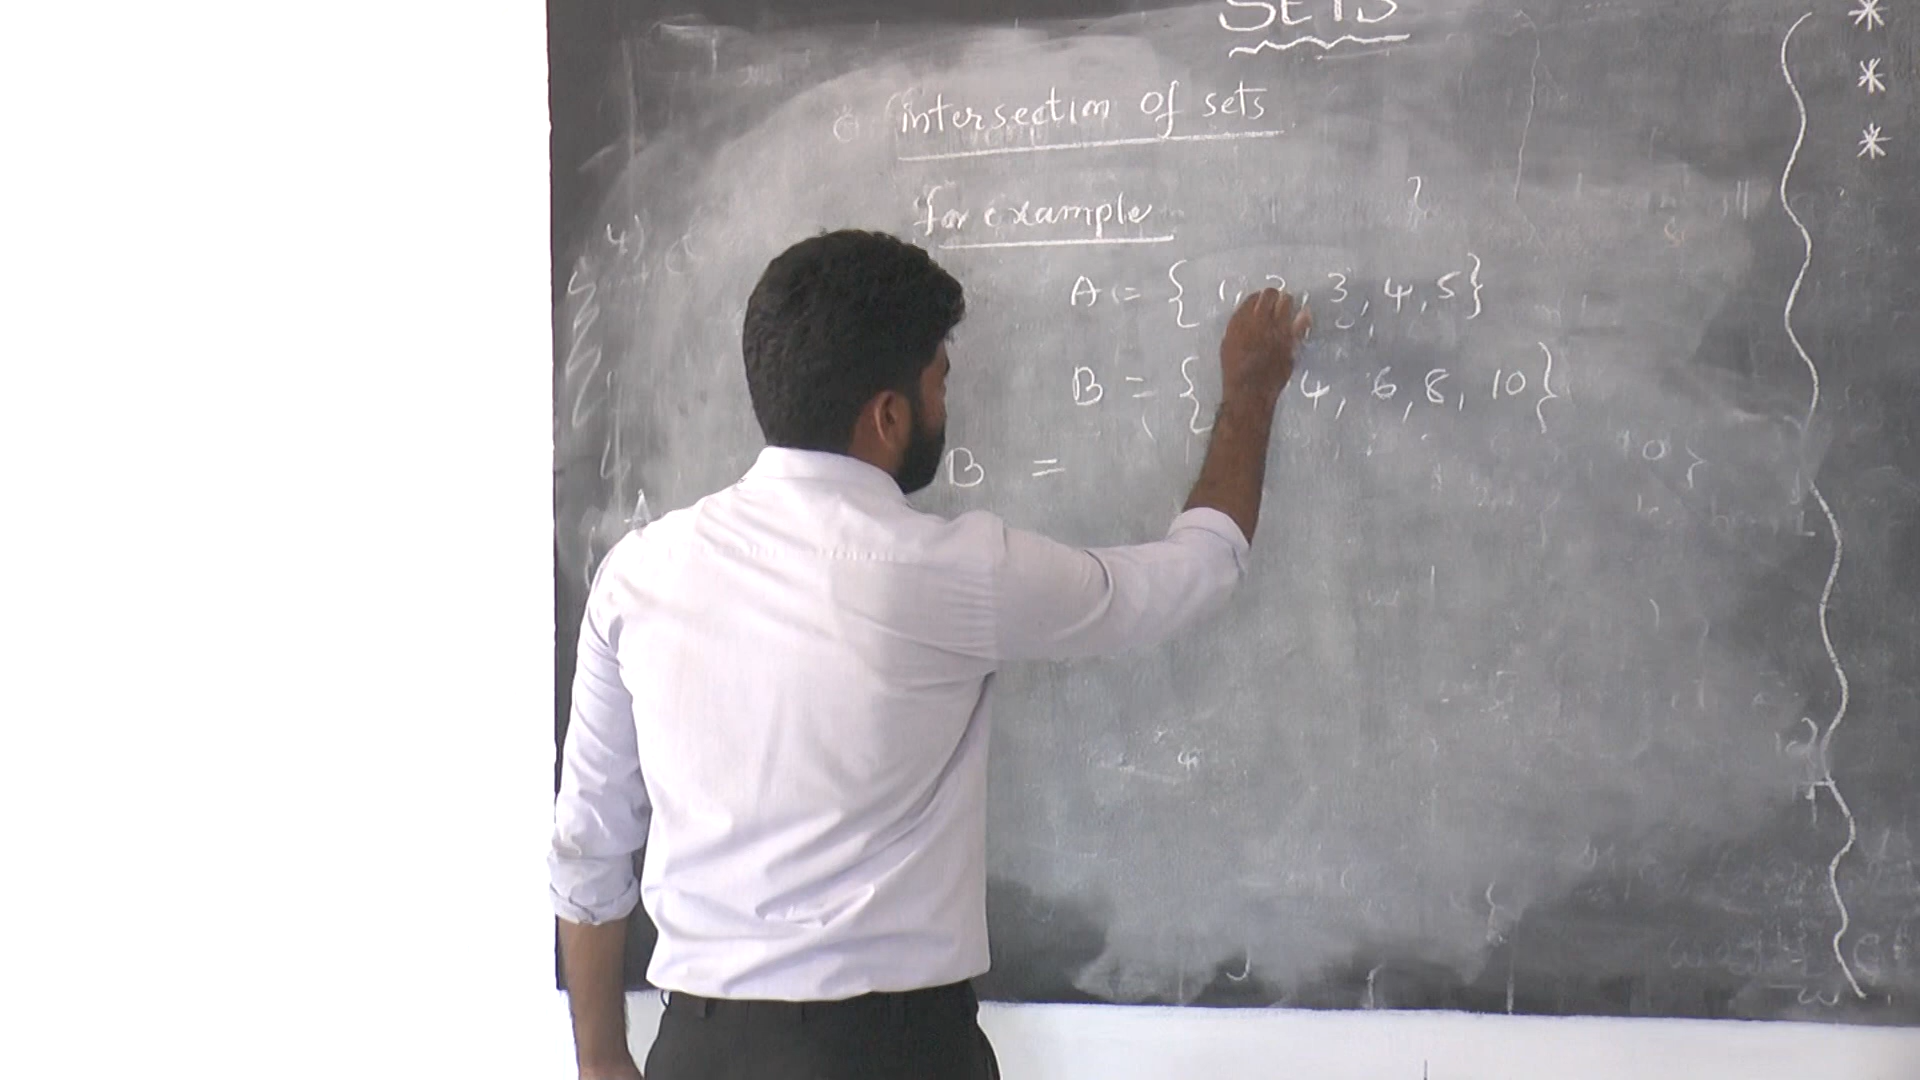 SETS
intersection of sets
for example
A = { 1, 2, 3, 4, 5}
B = { 4, 6, 8, 10}
B =
*
*
*